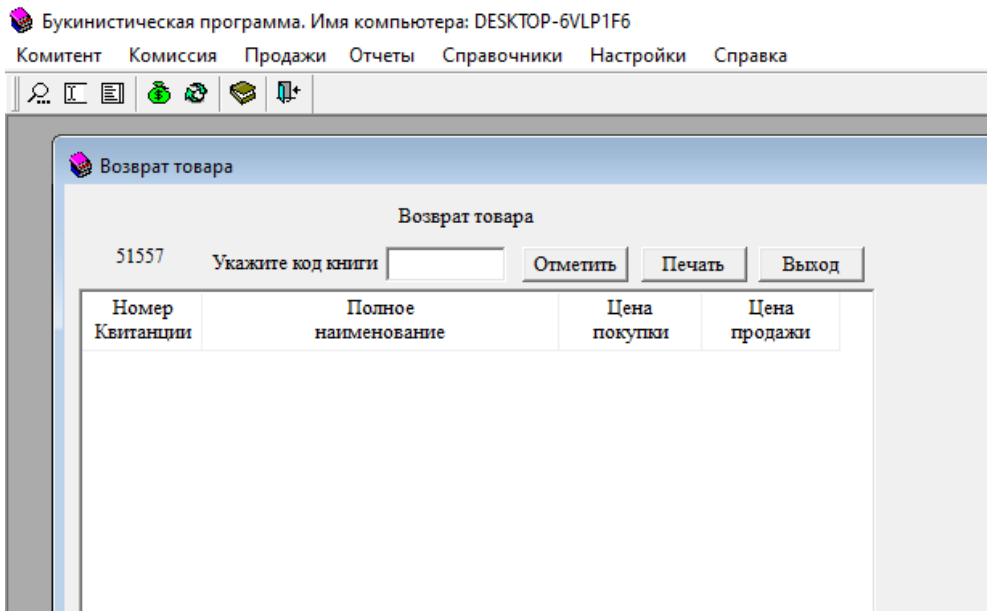 Букинистическая программа. Имя компьютера: DESKTOP-6VLP1F6
Комитент Комиссия Продажи Отчеты Справочники Настройки Справка
Возврат товара
Возврат товара
51557 Укажите код книги Отметить Печать Выход
Номер Полное Цена Цена
Квитанции наименование покупки продажи